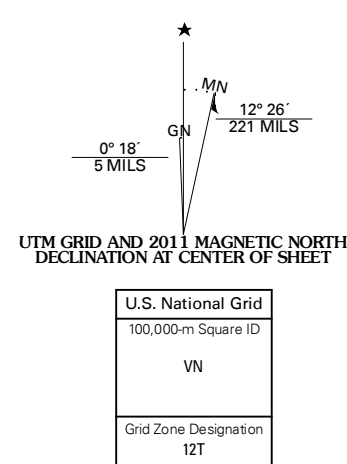 MN
12° 26´
221 MILS
GN
0° 18´
5 MILS
UTM GRID AND 2011 MAGNETIC NORTH
DECLINATION AT CENTER OF SHEET
U.S. National Grid
100,000-m Square ID
VN
Grid Zone Designation
12T